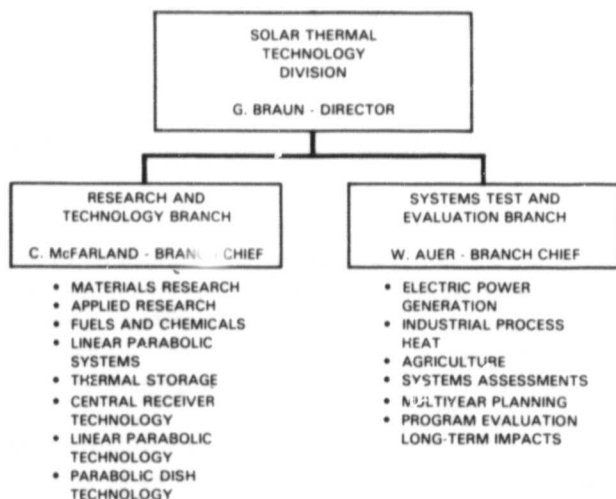 SOLAR THERMAL
TECHNOLOGY
DIVISION
G. BRAUN - DIRECTOR
RESEARCH AND
TECHNOLOGY BRANCH
C. McFARLAND - BRANCH CHIEF
• MATERIALS RESEARCH
• APPLIED RESEARCH
• FUELS AND CHEMICALS
• LINEAR PARABOLIC
SYSTEMS
• THERMAL STORAGE
• CENTRAL RECEIVER
TECHNOLOGY
• LINEAR PARABOLIC
TECHNOLOGY
• PARABOLIC DISH
TECHNOLOGY
SYSTEMS TEST AND
EVALUATION BRANCH
W. AUER - BRANCH CHIEF
• ELECTRIC POWER
GENERATION
• INDUSTRIAL PROCESS
HEAT
• AGRICULTURE
• SYSTEMS ASSESSMENTS
• MULTIYEAR PLANNING
• PROGRAM EVALUATION
LONG-TERM IMPACTS